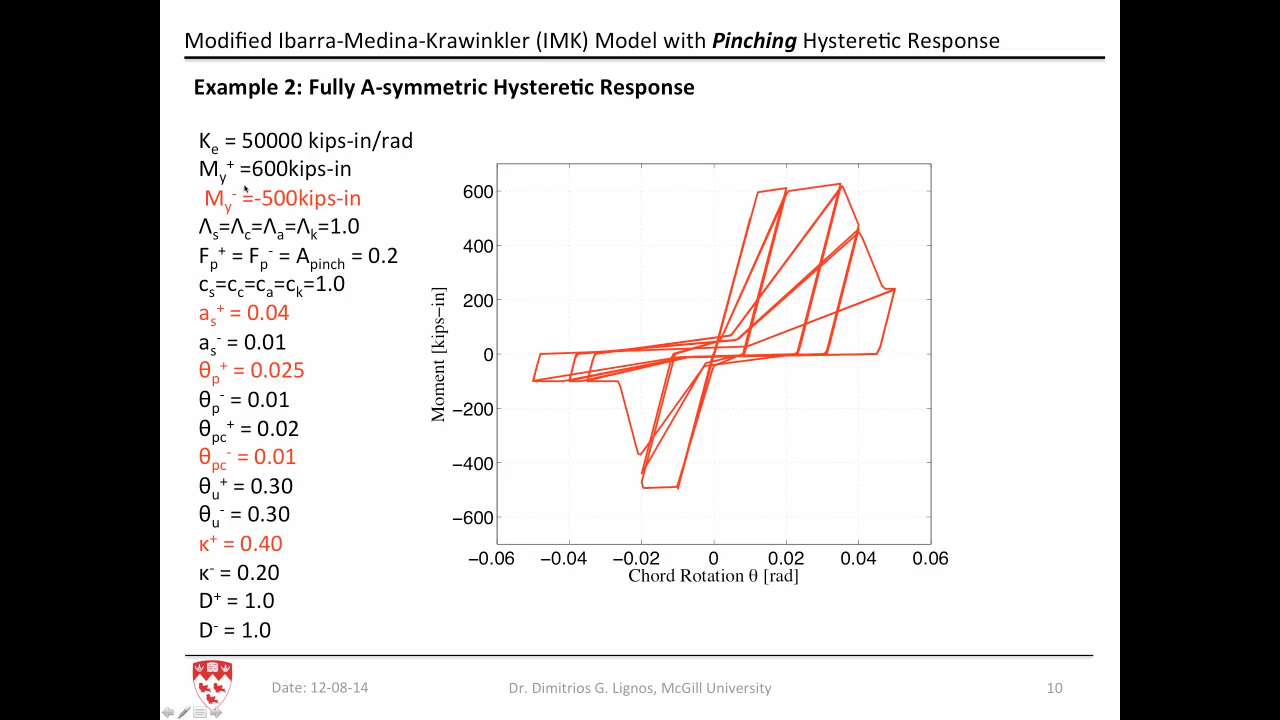 Modified Ibarra-Medina-Krawinkler (IMK) Model with Pinching Hysteretic Response
Example 2: Fully A-symmetric Hysteretic Response
Ke = 50000 kips-in/rad
My+ =600kips-in
My- =-500kips-in
Λs=Λc=Λa=Λk=1.0
Fp+ = Fp- = Apinch = 0.2
cs=cc=ca=ck=1.0
as+ = 0.04
as- = 0.01
θp+ = 0.025
θp- = 0.01
θpc+ = 0.02
θpc- = 0.01
θu+ = 0.30
θu- = 0.30
κ+ = 0.40
κ- = 0.20
D+ = 1.0
D- = 1.0
Moment [kips−in]
600
400
200
0
−200
−400
−600
−0.06 −0.04 −0.02 0 0.02 0.04 0.06
Chord Rotation θ [rad]
Date: 12-08-14 Dr. Dimitrios G. Lignos, McGill University 10